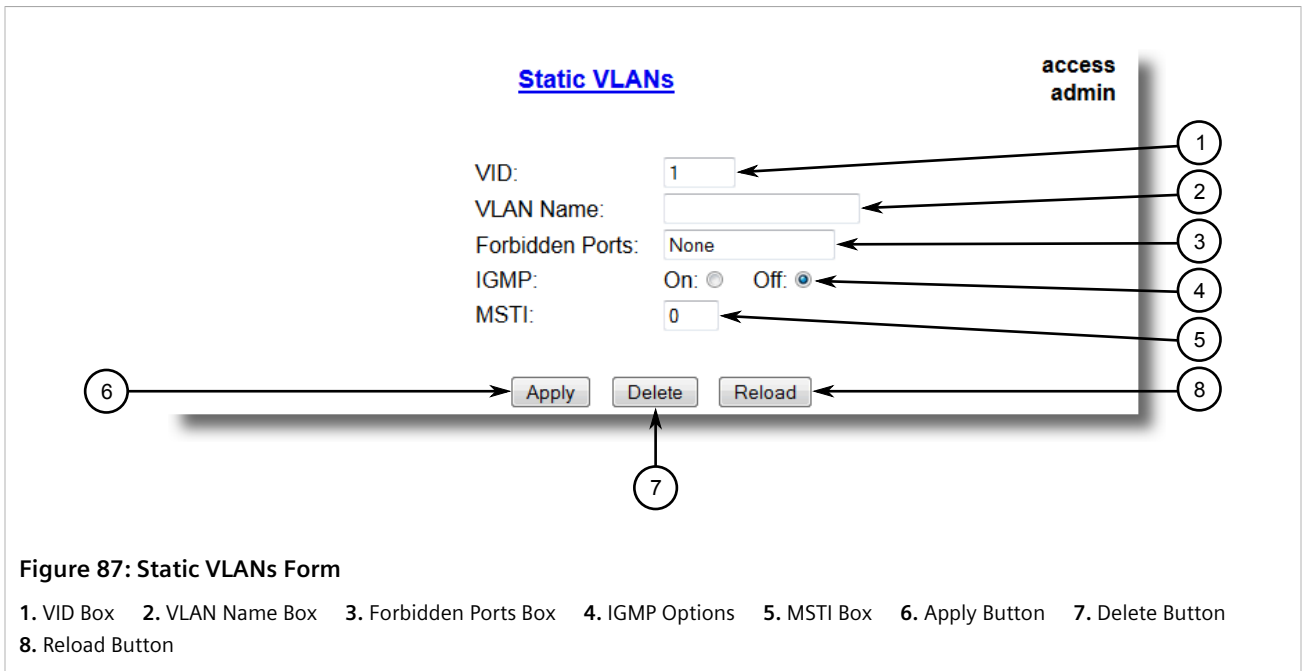 Static VLANs
access
admin
VID: 1
VLAN Name:
Forbidden Ports: None
IGMP: On: Off:
MSTI: 0
Apply Delete Reload
1
2
3
4
5
6
8
7
Figure 87: Static VLANs Form
1. VID Box 2. VLAN Name Box 3. Forbidden Ports Box 4. IGMP Options 5. MSTI Box 6. Apply Button 7. Delete Button
8. Reload Button